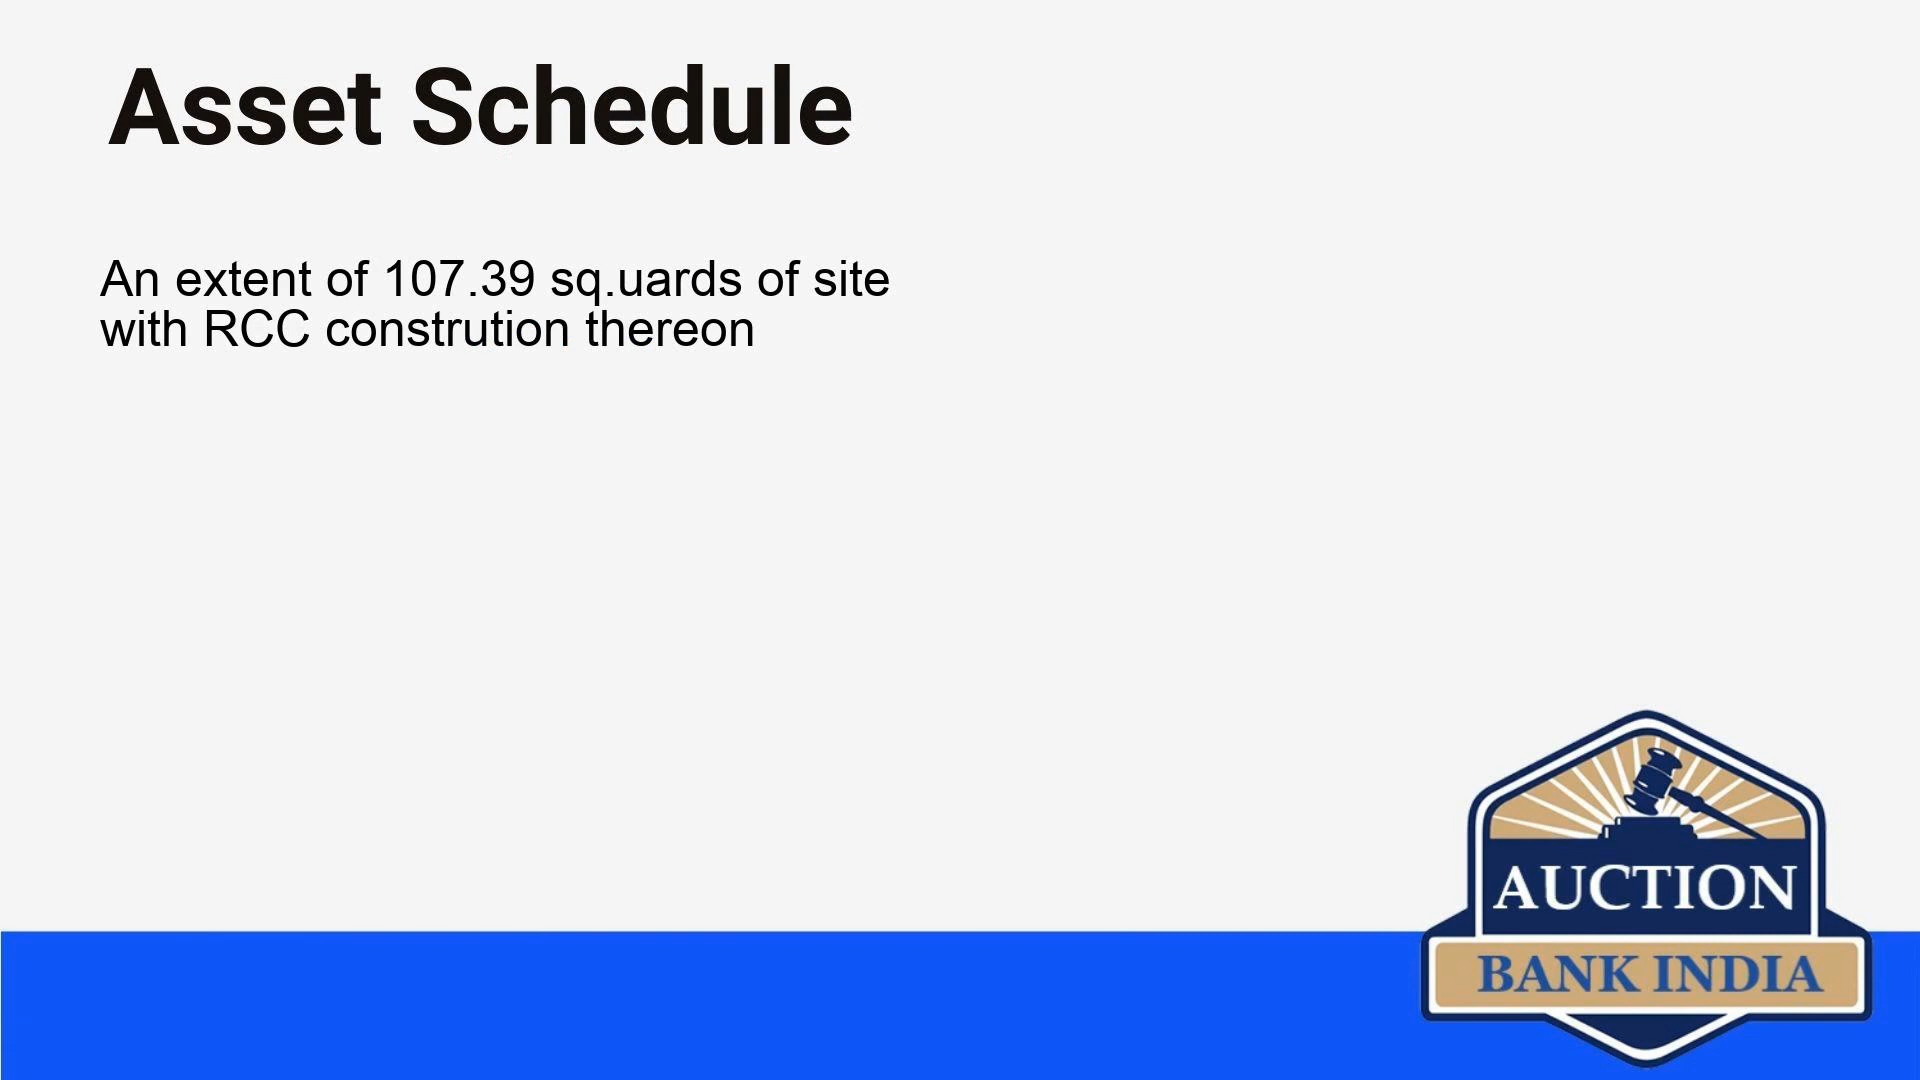 Asset Schedule
An extent of 107.39 sq.uards of site
with RCC constrution thereon
AUCTION
BANK INDIA